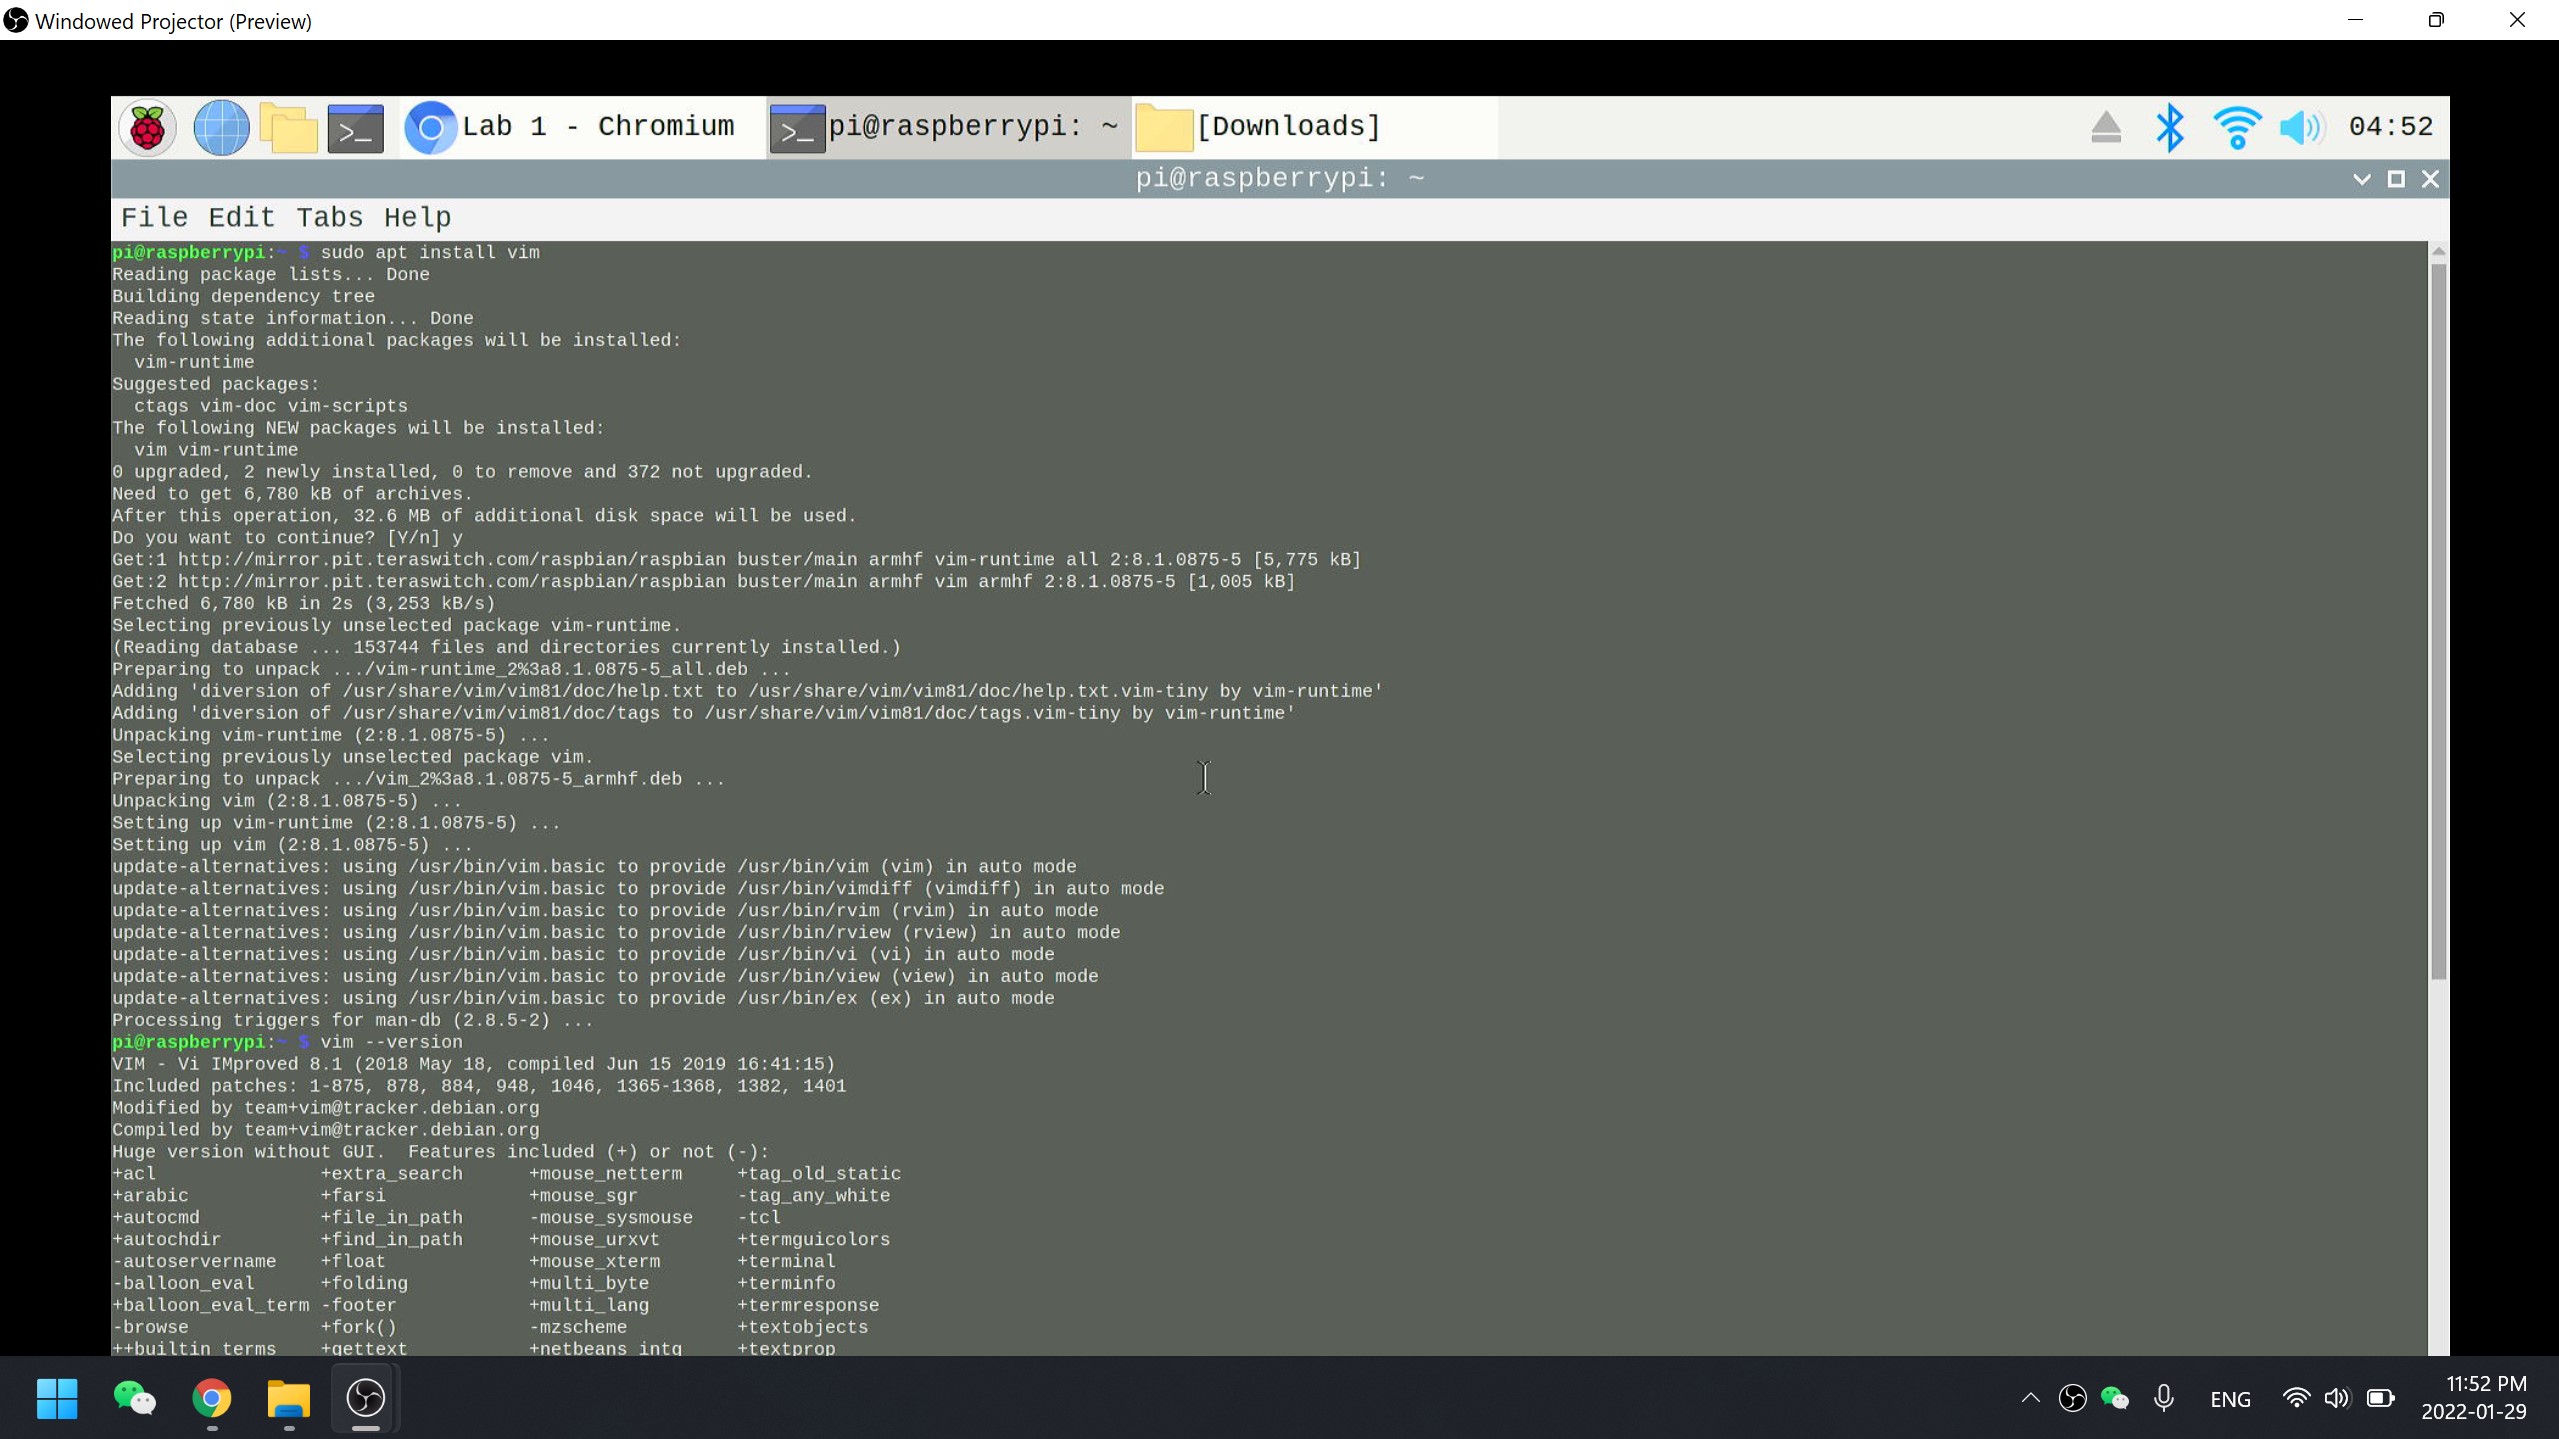 Windowed Projector (Preview)
Lab 1 - Chromium
pi@raspberrypi: ~
[Downloads]
04:52
pi@raspberrypi: ~
File Edit Tabs Help
pi@raspberrypi:~ $ sudo apt install vim
Reading package lists... Done
Building dependency tree
Reading state information... Done
The following additional packages will be installed:
  vim-runtime
Suggested packages:
  ctags vim-doc vim-scripts
The following NEW packages will be installed:
  vim vim-runtime
0 upgraded, 2 newly installed, 0 to remove and 372 not upgraded.
Need to get 6,780 kB of archives.
After this operation, 32.6 MB of additional disk space will be used.
Do you want to continue? [Y/n] y
Get:1 http://mirror.pit.teraswitch.com/raspbian/raspbian buster/main armhf vim-runtime all 2:8.1.0875-5 [5,775 kB]
Get:2 http://mirror.pit.teraswitch.com/raspbian/raspbian buster/main armhf vim armhf 2:8.1.0875-5 [1,005 kB]
Fetched 6,780 kB in 2s (3,253 kB/s)
Selecting previously unselected package vim-runtime.
(Reading database ... 153744 files and directories currently installed.)
Preparing to unpack .../vim-runtime_2%3a8.1.0875-5_all.deb ...
Adding 'diversion of /usr/share/vim/vim81/doc/help.txt to /usr/share/vim/vim81/doc/help.txt.vim-tiny by vim-runtime'
Adding 'diversion of /usr/share/vim/vim81/doc/tags to /usr/share/vim/vim81/doc/tags.vim-tiny by vim-runtime'
Unpacking vim-runtime (2:8.1.0875-5) ...
Selecting previously unselected package vim.
Preparing to unpack .../vim_2%3a8.1.0875-5_armhf.deb ...
Unpacking vim (2:8.1.0875-5) ...
Setting up vim-runtime (2:8.1.0875-5) ...
Setting up vim (2:8.1.0875-5) ...
update-alternatives: using /usr/bin/vim.basic to provide /usr/bin/vim (vim) in auto mode
update-alternatives: using /usr/bin/vim.basic to provide /usr/bin/vimdiff (vimdiff) in auto mode
update-alternatives: using /usr/bin/vim.basic to provide /usr/bin/rvim (rvim) in auto mode
update-alternatives: using /usr/bin/vim.basic to provide /usr/bin/rview (rview) in auto mode
update-alternatives: using /usr/bin/vim.basic to provide /usr/bin/vi (vi) in auto mode
update-alternatives: using /usr/bin/vim.basic to provide /usr/bin/view (view) in auto mode
update-alternatives: using /usr/bin/vim.basic to provide /usr/bin/ex (ex) in auto mode
Processing triggers for man-db (2.8.5-2) ...
pi@raspberrypi:~ $ vim --version
VIM - Vi IMproved 8.1 (2018 May 18, compiled Jun 15 2019 16:41:15)
Included patches: 1-875, 878, 884, 948, 1046, 1365-1368, 1382, 1401
Modified by team+vim@tracker.debian.org
Compiled by team+vim@tracker.debian.org
Huge version without GUI.  Features included (+) or not (-):
+acl               +extra_search      +mouse_netterm     +tag_old_static
+arabic            +farsi             +mouse_sgr         -tag_any_white
+autocmd           +file_in_path      -mouse_sysmouse    -tcl
+autochdir         +find_in_path      +mouse_urxvt       +termguicolors
-autoservername    +float             +mouse_xterm       +terminal
-balloon_eval      +folding           +multi_byte        +terminfo
+balloon_eval_term -footer            +multi_lang        +termresponse
-browse            +fork()            -mzscheme          +textobjects
++builtin_terms    +gettext           +netbeans_intg     +textprop
ENG
11:52 PM
2022-01-29